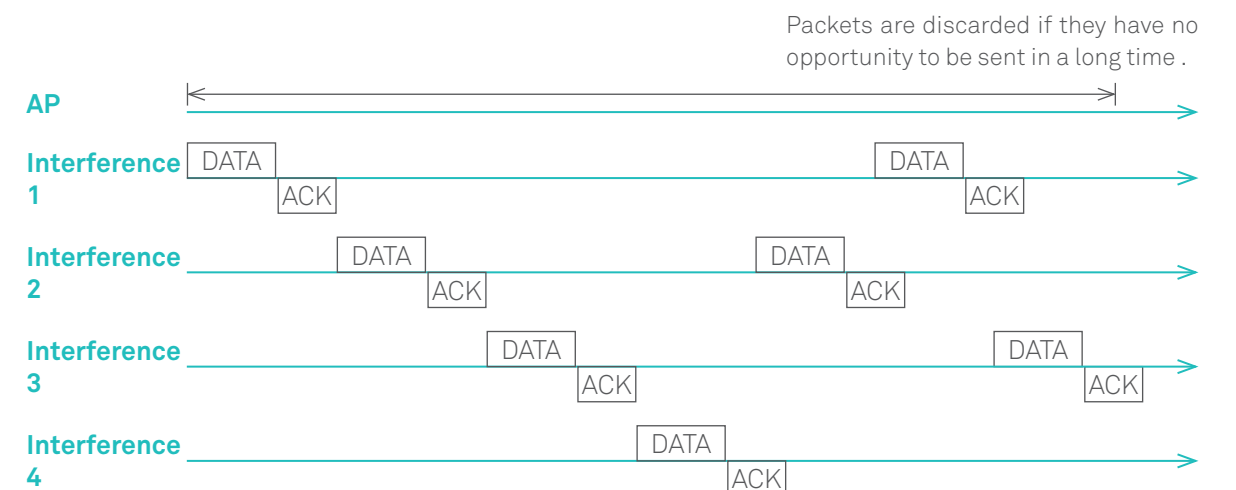 Packets are discarded if they have no
opportunity to be sent in a long time .
AP
Interference
1
DATA
ACK
DATA
ACK
Interference
2
DATA
ACK
DATA
ACK
Interference
3
DATA
ACK
DATA
ACK
Interference
4
DATA
ACK